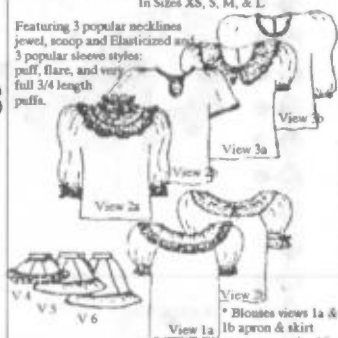 In Sizes XS, S, M, & L
Featuring 3 popular necklines
jewel, scoop and Elasticized and
3 popular sleeve styles:
puff, flare, and very
full 3/4 length
puffs.
View 3b
View 3a
View 2b
View 2a
V 4
V 5
V 6
View 1a
* Blouses views 1a &
1b apron & skirt